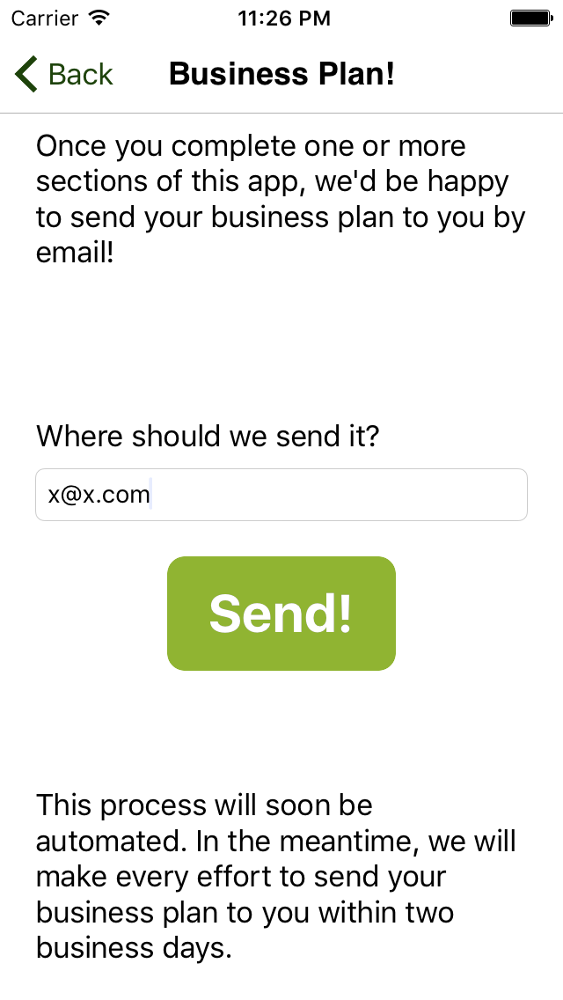 Carrier 11:26 PM
Back Business Plan!
Once you complete one or more
sections of this app, we'd be happy
to send your business plan to you by
email!
Where should we send it?
x@x.com
Send!
This process will soon be
automated. In the meantime, we will
make every effort to send your
business plan to you within two
business days.